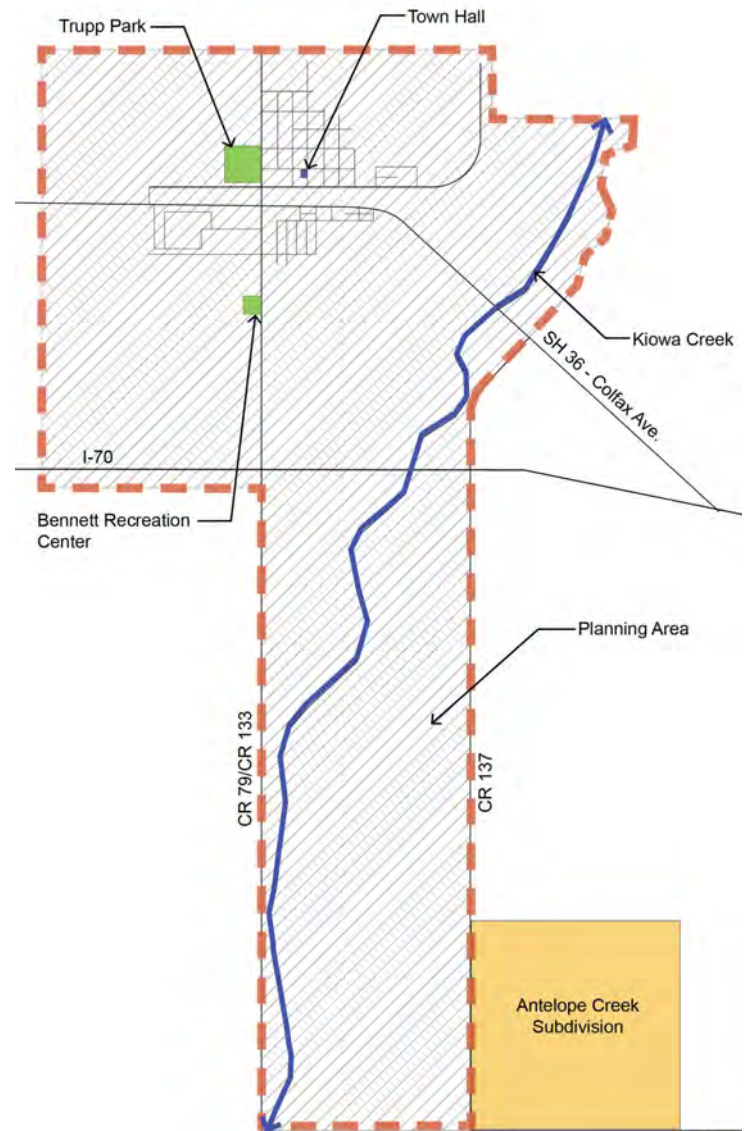 Town Hall
Trupp Park
Kiowa Creek
SH 36 - Colfax Ave.
I-70
Bennett Recreation
Center
Planning Area
CR 79/CR 133
CR 137
Antelope Creek
Subdivision